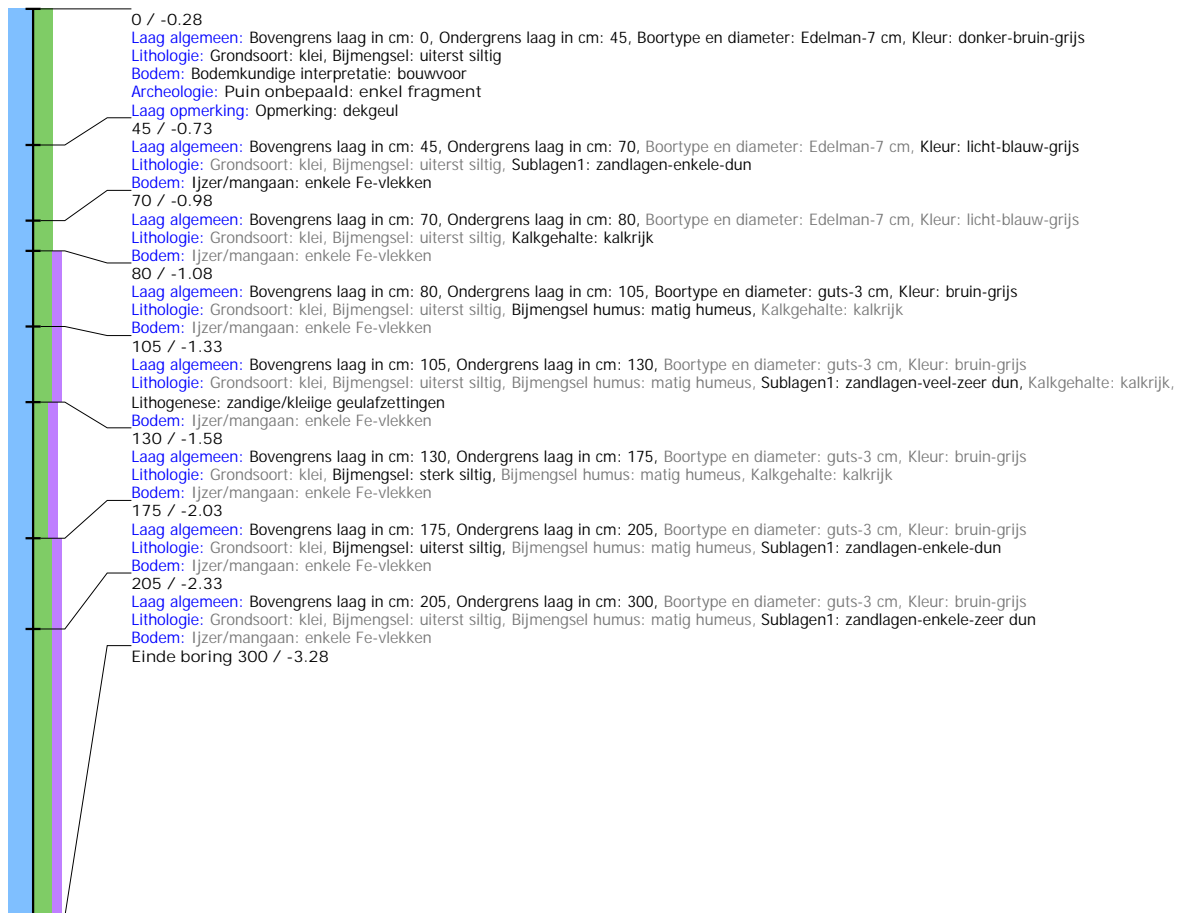 0 / -0.28
Laag algemeen: Bovengrens laag in cm: 0, Ondergrens laag in cm: 45, Boortype en diameter: Edelman-7 cm, Kleur: donker-bruin-grijs
Lithologie: Grondsoort: klei, Bijmengsel: uiterst siltig
Bodem: Bodemkundige interpretatie: bouwvoor
Archeologie: Puin onbepaald: enkel fragment
Laag opmerking: Opmerking: dekgeul
45 / -0.73
Laag algemeen: Bovengrens laag in cm: 45, Ondergrens laag in cm: 70, Boortype en diameter: Edelman-7 cm, Kleur: licht-blauw-grijs
Lithologie: Grondsoort: klei, Bijmengsel: uiterst siltig, Sublagen1: zandlagen-enkele-dun
Bodem: Ijzer/mangaan: enkele Fe-vlekken
70 / -0.98
Laag algemeen: Bovengrens laag in cm: 70, Ondergrens laag in cm: 80, Boortype en diameter: Edelman-7 cm, Kleur: licht-blauw-grijs
Lithologie: Grondsoort: klei, Bijmengsel: uiterst siltig, Kalkgehalte: kalkrijk
Bodem: Ijzer/mangaan: enkele Fe-vlekken
80 / -1.08
Laag algemeen: Bovengrens laag in cm: 80, Ondergrens laag in cm: 105, Boortype en diameter: guts-3 cm, Kleur: bruin-grijs
Lithologie: Grondsoort: klei, Bijmengsel: uiterst siltig, Bijmengsel humus: matig humeus, Kalkgehalte: kalkrijk
Bodem: Ijzer/mangaan: enkele Fe-vlekken
105 / -1.33
Laag algemeen: Bovengrens laag in cm: 105, Ondergrens laag in cm: 130, Boortype en diameter: guts-3 cm, Kleur: bruin-grijs
Lithologie: Grondsoort: klei, Bijmengsel: uiterst siltig, Bijmengsel humus: matig humeus, Sublagen1: zandlagen-veel-zeer dun, Kalkgehalte: kalkrijk,
Lithogenese: zandige/kleiige geulafzettingen
Bodem: Ijzer/mangaan: enkele Fe-vlekken
130 / -1.58
Laag algemeen: Bovengrens laag in cm: 130, Ondergrens laag in cm: 175, Boortype en diameter: guts-3 cm, Kleur: bruin-grijs
Lithologie: Grondsoort: klei, Bijmengsel: sterk siltig, Bijmengsel humus: matig humeus, Kalkgehalte: kalkrijk
Bodem: Ijzer/mangaan: enkele Fe-vlekken
175 / -2.03
Laag algemeen: Bovengrens laag in cm: 175, Ondergrens laag in cm: 205, Boortype en diameter: guts-3 cm, Kleur: bruin-grijs
Lithologie: Grondsoort: klei, Bijmengsel: uiterst siltig, Bijmengsel humus: matig humeus, Sublagen1: zandlagen-enkele-dun
Bodem: Ijzer/mangaan: enkele Fe-vlekken
205 / -2.33
Laag algemeen: Bovengrens laag in cm: 205, Ondergrens laag in cm: 300, Boortype en diameter: guts-3 cm, Kleur: bruin-grijs
Lithologie: Grondsoort: klei, Bijmengsel: uiterst siltig, Bijmengsel humus: matig humeus, Sublagen1: zandlagen-enkele-zeer dun
Bodem: Ijzer/mangaan: enkele Fe-vlekken
Einde boring 300 / -3.28